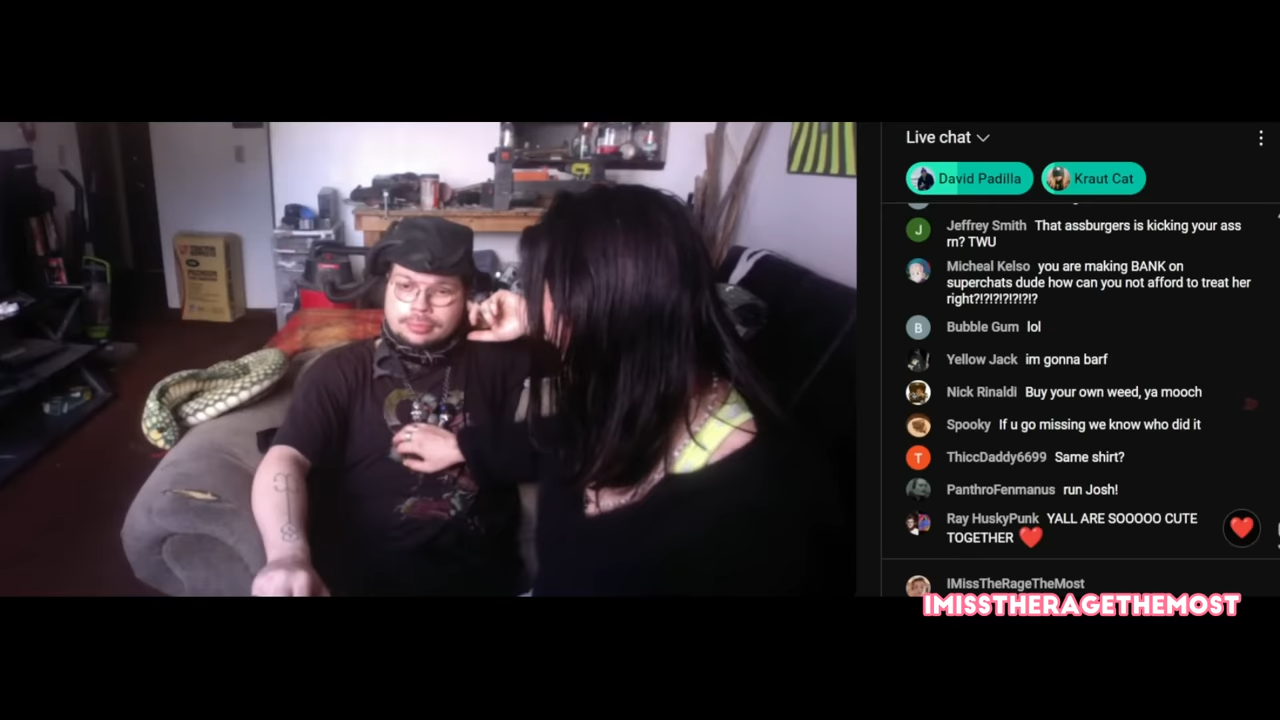 Live chat
David Padilla
Kraut Cat
Jeffrey Smith That assburgers is kicking your ass
rn? TWU
Micheal Kelso you are making BANK on
superchats dude how can you not afford to treat her
right?!?!?!?!?!?!?
Bubble Gum lol
Yellow Jack im gonna barf
Nick Rinaldi Buy your own weed, ya mooch
Spooky If u go missing we know who did it
ThiccDaddy6699 Same shirt?
PanthroFenmanus run Josh!
Ray HuskyPunk YALL ARE SOOOOO CUTE
TOGETHER ❤️
IMissTheRageTheMost
IMISSTHERAGETHEMOST